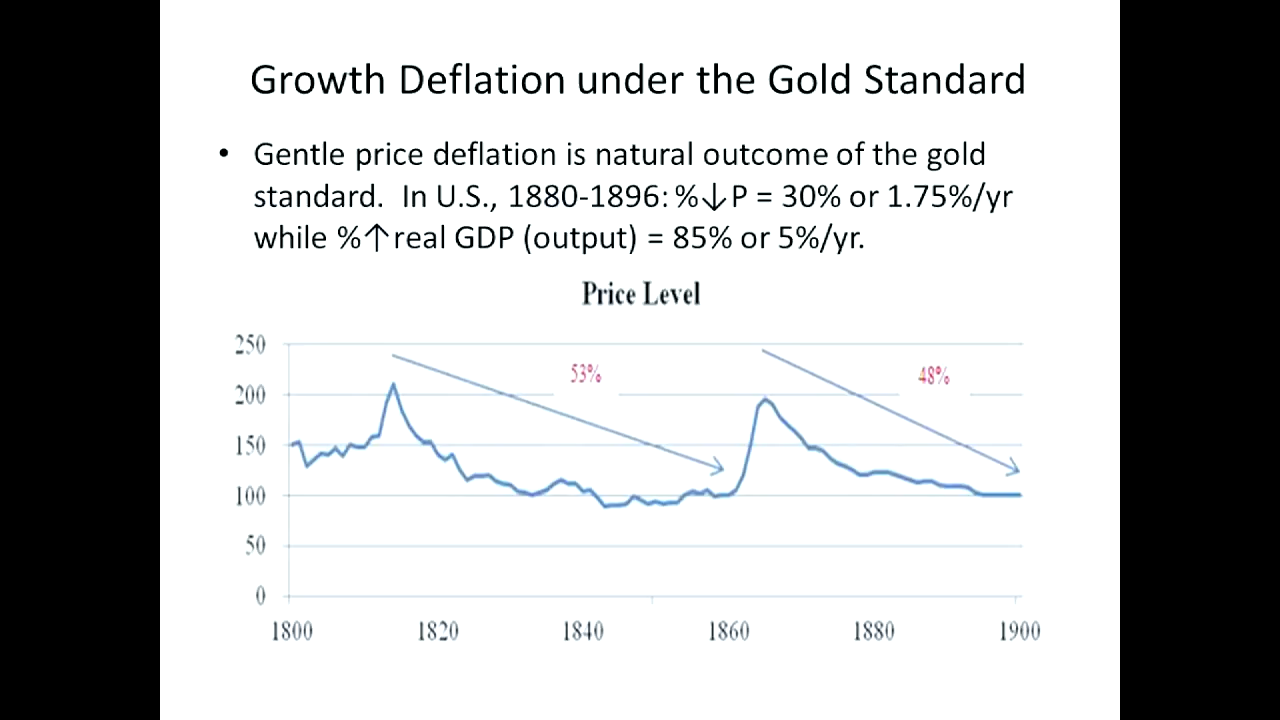 Growth Deflation under the Gold Standard
• Gentle price deflation is natural outcome of the gold
standard. In U.S., 1880-1896: %↓P = 30% or 1.75%/yr
while %↑real GDP (output) = 85% or 5%/yr.
Price Level
250
53%
48%
200
150
100
50
0
1800 1820 1840 1860 1880 1900